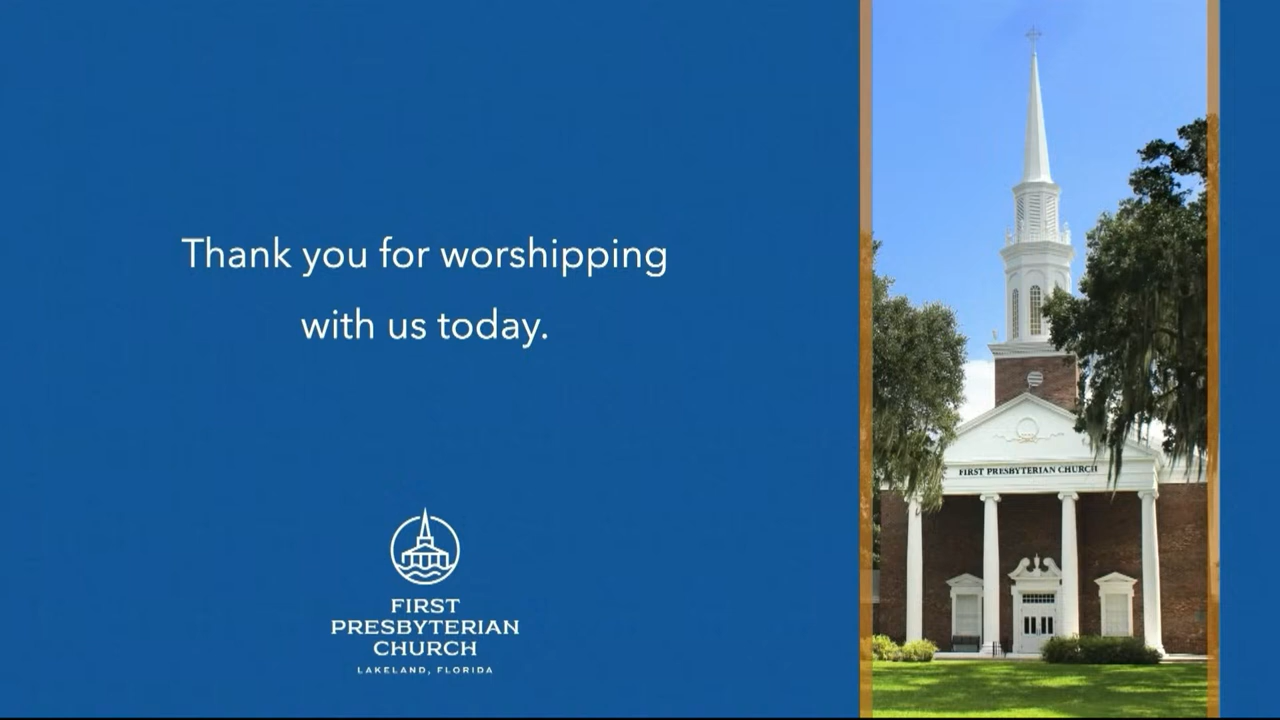 Thank you for worshipping
with us today.
FIRST
PRESBYTERIAN
CHURCH
LAKELAND, FLORIDA
FIRST PRESBYTERIAN CHURCH